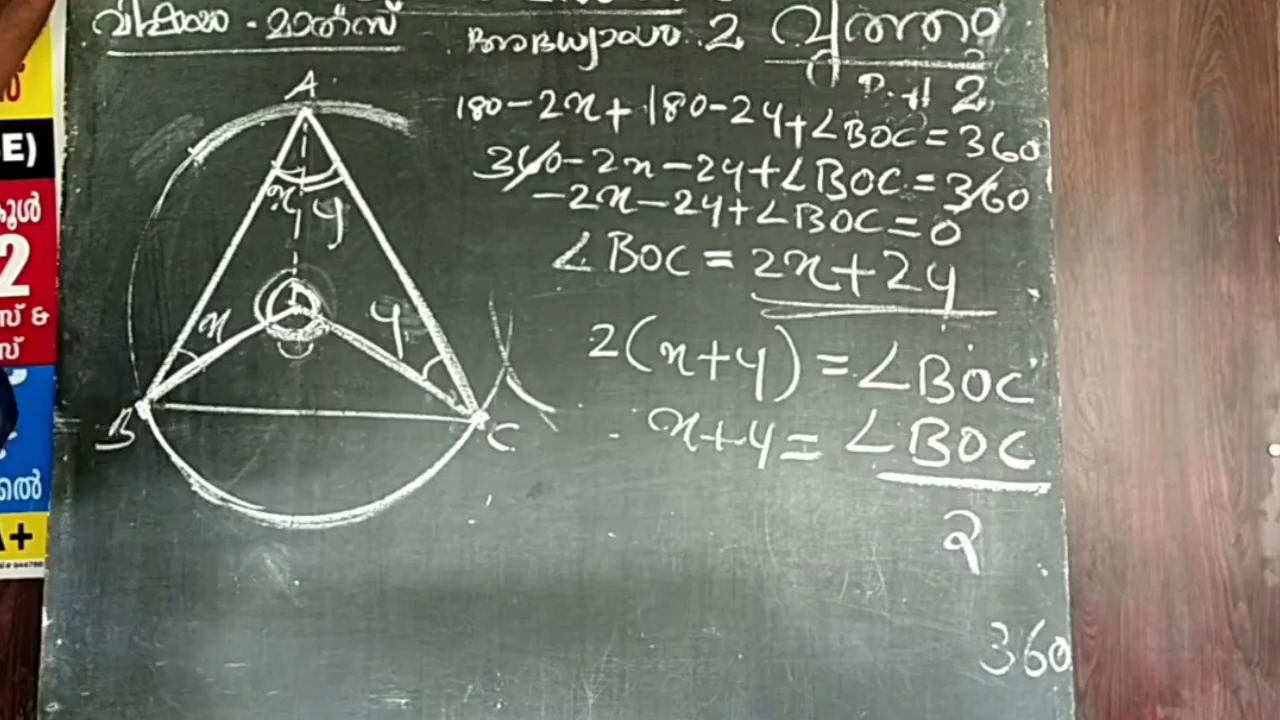 വിഷയം - മാത്‌സ്
അദ്ധ്യായം 2 വൃത്തം
2
180-2x+180-2y+∠BOC=360
360-2x-2y+∠BOC=360
-2x-2y+∠BOC=0
∠BOC=2x+2y
2(x+y)=∠BOC
x+y=∠BOC
2
360
A
x y
x y
B C
E)
2
സ് &
സ്
A+